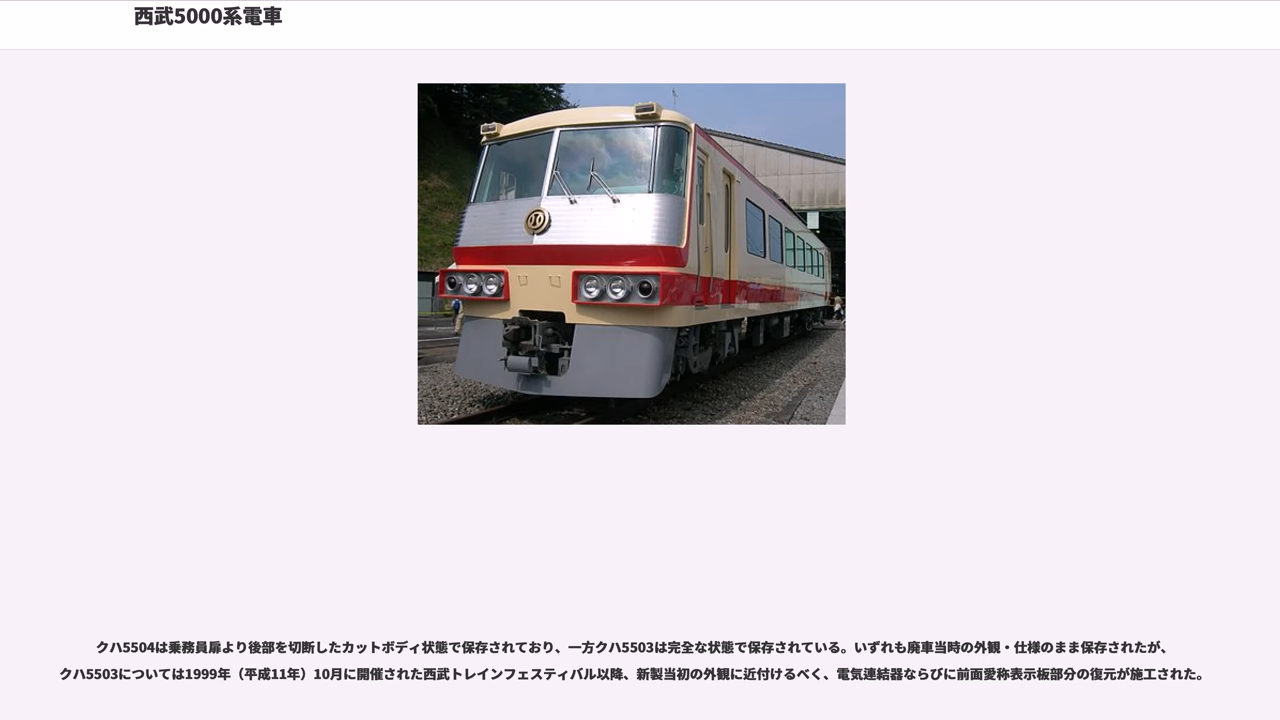 西武5000系電車
クハ5504は乗務員扉より後部を切断したカットボディ状態で保存されており、一方クハ5503は完全な状態で保存されている。いずれも廃車当時の外観・仕様のまま保存されたが、
クハ5503については1999年（平成11年）10月に開催された西武トレインフェスティバル以降、新製当初の外観に近付けるべく、電気連結器ならびに前面愛称表示板部分の復元が施工された。